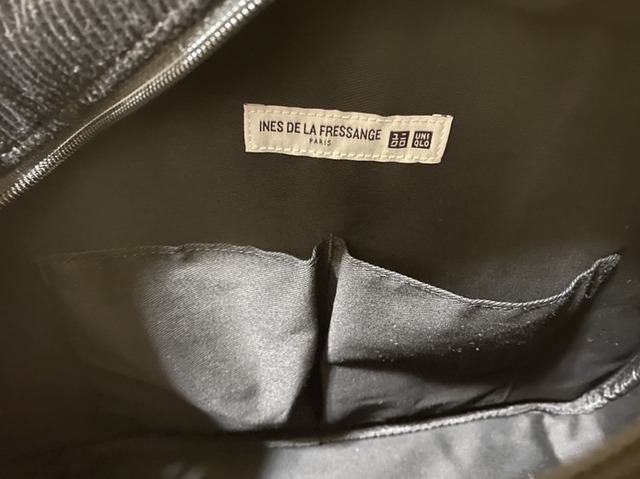 INES DE LA FRESSANGE
PARIS
ユニ
クロ
UNI
QLO